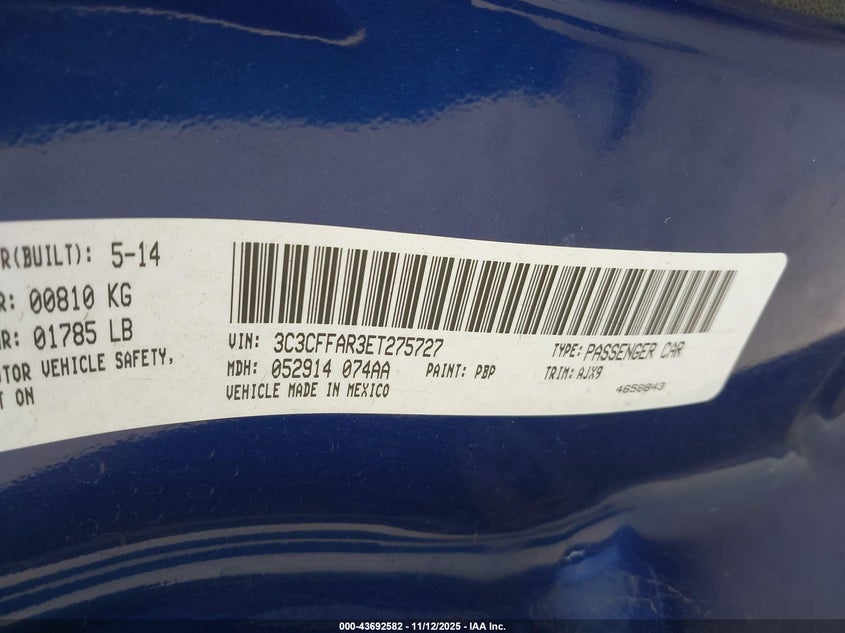 R(BUILT): 5-14
R: 00810 KG
R: 01785 LB
OTOR VEHICLE SAFETY,
T ON
VIN: 3C3CFFAR3ET275727 TYPE: PASSENGER CAR
MDH: 052914 074AA PAINT: PBP TRIM: AJX9
VEHICLE MADE IN MEXICO 4658843
000-43692582 - 11/12/2025 - IAA Inc.